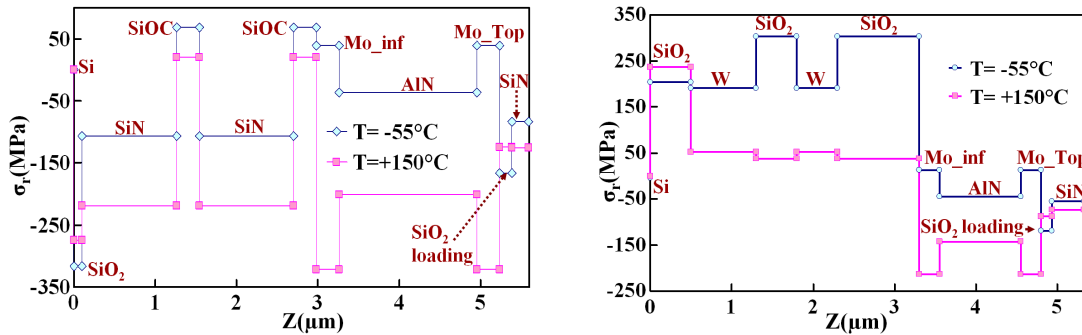 SiOC
SiOC
Mo_inf
Mo_Top
50
Si
SiN
AlN
-50
SiN
SiN
T= -55°C
-150
T=+150°C
σr(MPa)
-250
SiO2
loading
SiO2
-350
0
1
2
3
4
5
Z(μm)
350
SiO2
SiO2
SiO2
T= -55°C
250
W
W
T= +150°C
150
50
Mo_inf
Mo_Top
Si
AlN
SiN
σr(MPa)
-50
SiO2 loading
-150
-250
0
1
2
3
4
5
Z(μm)